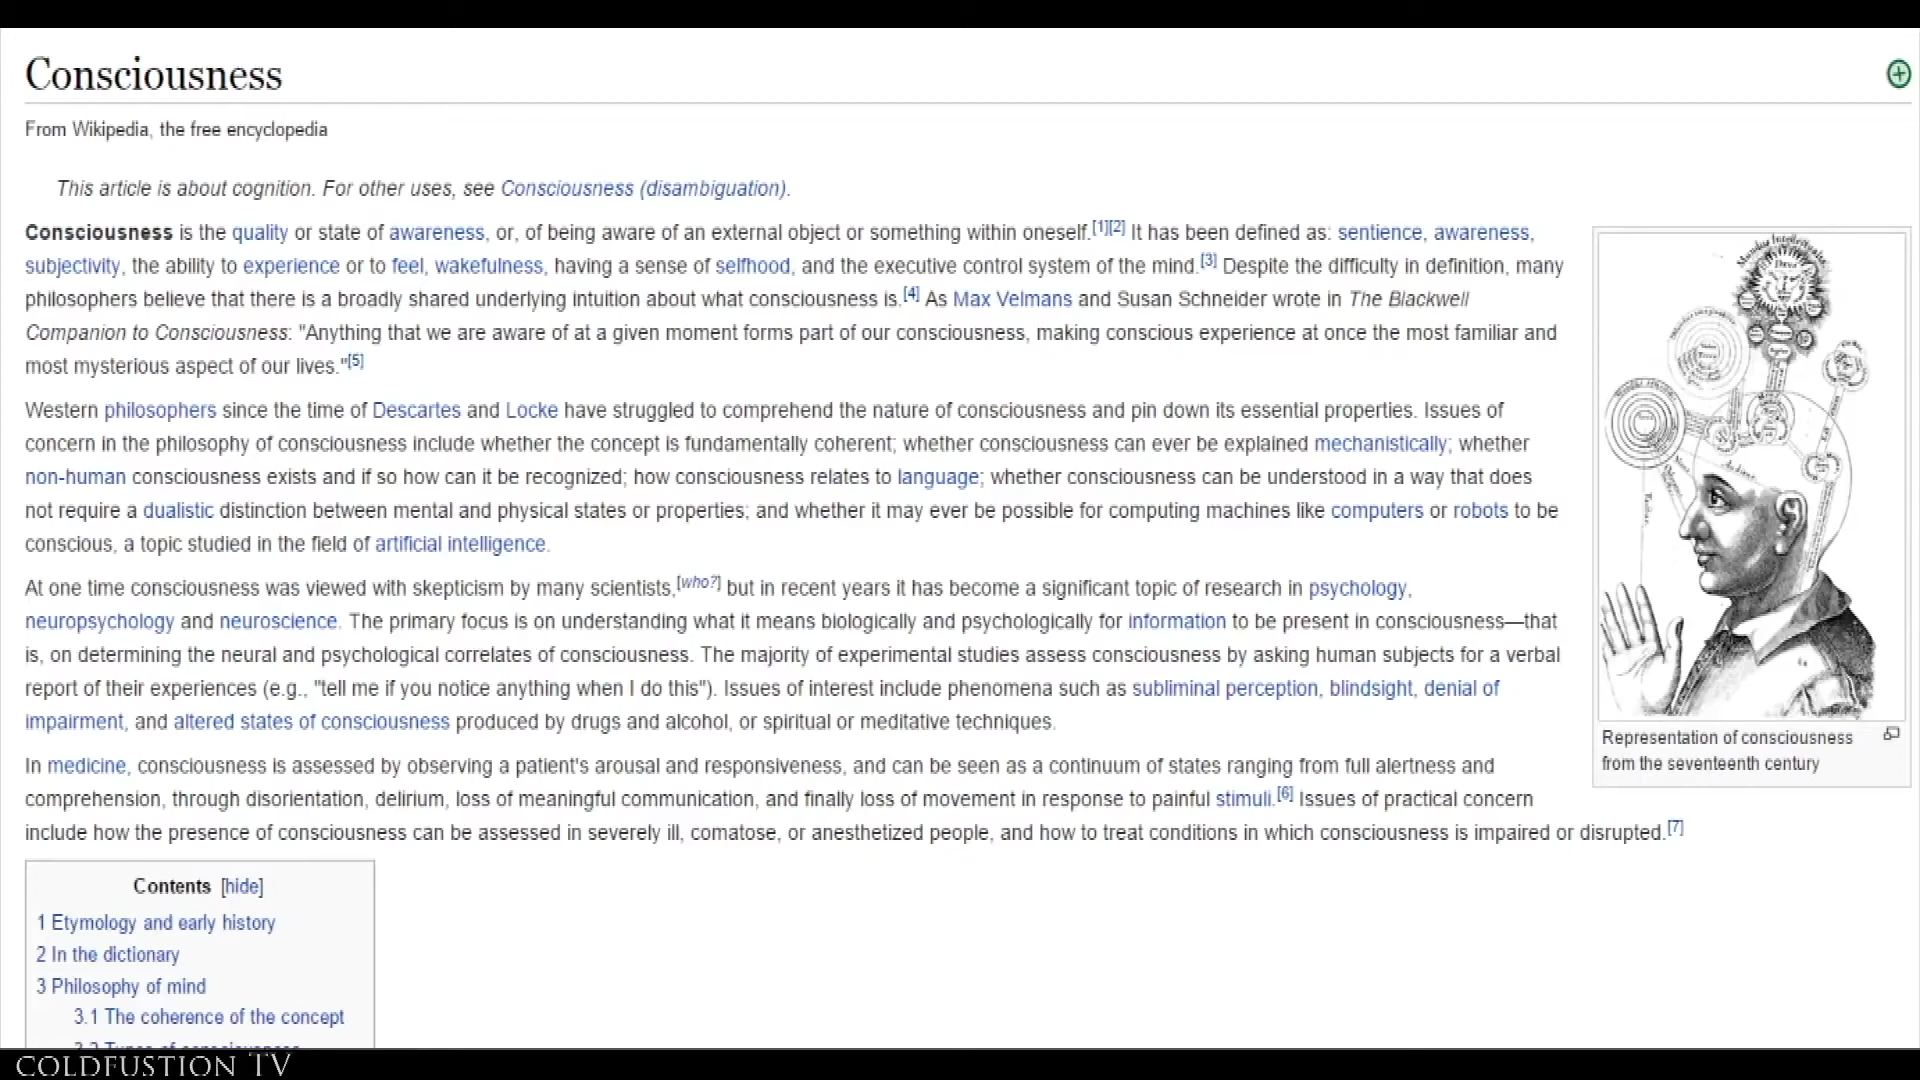 Consciousness
From Wikipedia, the free encyclopedia
This article is about cognition. For other uses, see Consciousness (disambiguation).
Consciousness is the quality or state of awareness, or, of being aware of an external object or something within oneself.[1][2] It has been defined as: sentience, awareness,
subjectivity, the ability to experience or to feel, wakefulness, having a sense of selfhood, and the executive control system of the mind.[3] Despite the difficulty in definition, many
philosophers believe that there is a broadly shared underlying intuition about what consciousness is.[4] As Max Velmans and Susan Schneider wrote in The Blackwell
Companion to Consciousness: "Anything that we are aware of at a given moment forms part of our consciousness, making conscious experience at once the most familiar and
most mysterious aspect of our lives."[5]
Western philosophers since the time of Descartes and Locke have struggled to comprehend the nature of consciousness and pin down its essential properties. Issues of
concern in the philosophy of consciousness include whether the concept is fundamentally coherent; whether consciousness can ever be explained mechanistically; whether
non-human consciousness exists and if so how can it be recognized; how consciousness relates to language; whether consciousness can be understood in a way that does
not require a dualistic distinction between mental and physical states or properties; and whether it may ever be possible for computing machines like computers or robots to be
conscious, a topic studied in the field of artificial intelligence.
At one time consciousness was viewed with skepticism by many scientists,[who?] but in recent years it has become a significant topic of research in psychology,
neuropsychology and neuroscience. The primary focus is on understanding what it means biologically and psychologically for information to be present in consciousness—that
is, on determining the neural and psychological correlates of consciousness. The majority of experimental studies assess consciousness by asking human subjects for a verbal
report of their experiences (e.g., "tell me if you notice anything when I do this"). Issues of interest include phenomena such as subliminal perception, blindsight, denial of
impairment, and altered states of consciousness produced by drugs and alcohol, or spiritual or meditative techniques.
In medicine, consciousness is assessed by observing a patient's arousal and responsiveness, and can be seen as a continuum of states ranging from full alertness and
comprehension, through disorientation, delirium, loss of meaningful communication, and finally loss of movement in response to painful stimuli.[6] Issues of practical concern
include how the presence of consciousness can be assessed in severely ill, comatose, or anesthetized people, and how to treat conditions in which consciousness is impaired or disrupted.[7]
Representation of consciousness
from the seventeenth century
Contents [hide]
1 Etymology and early history
2 In the dictionary
3 Philosophy of mind
3.1 The coherence of the concept
COLDFUSTION TV